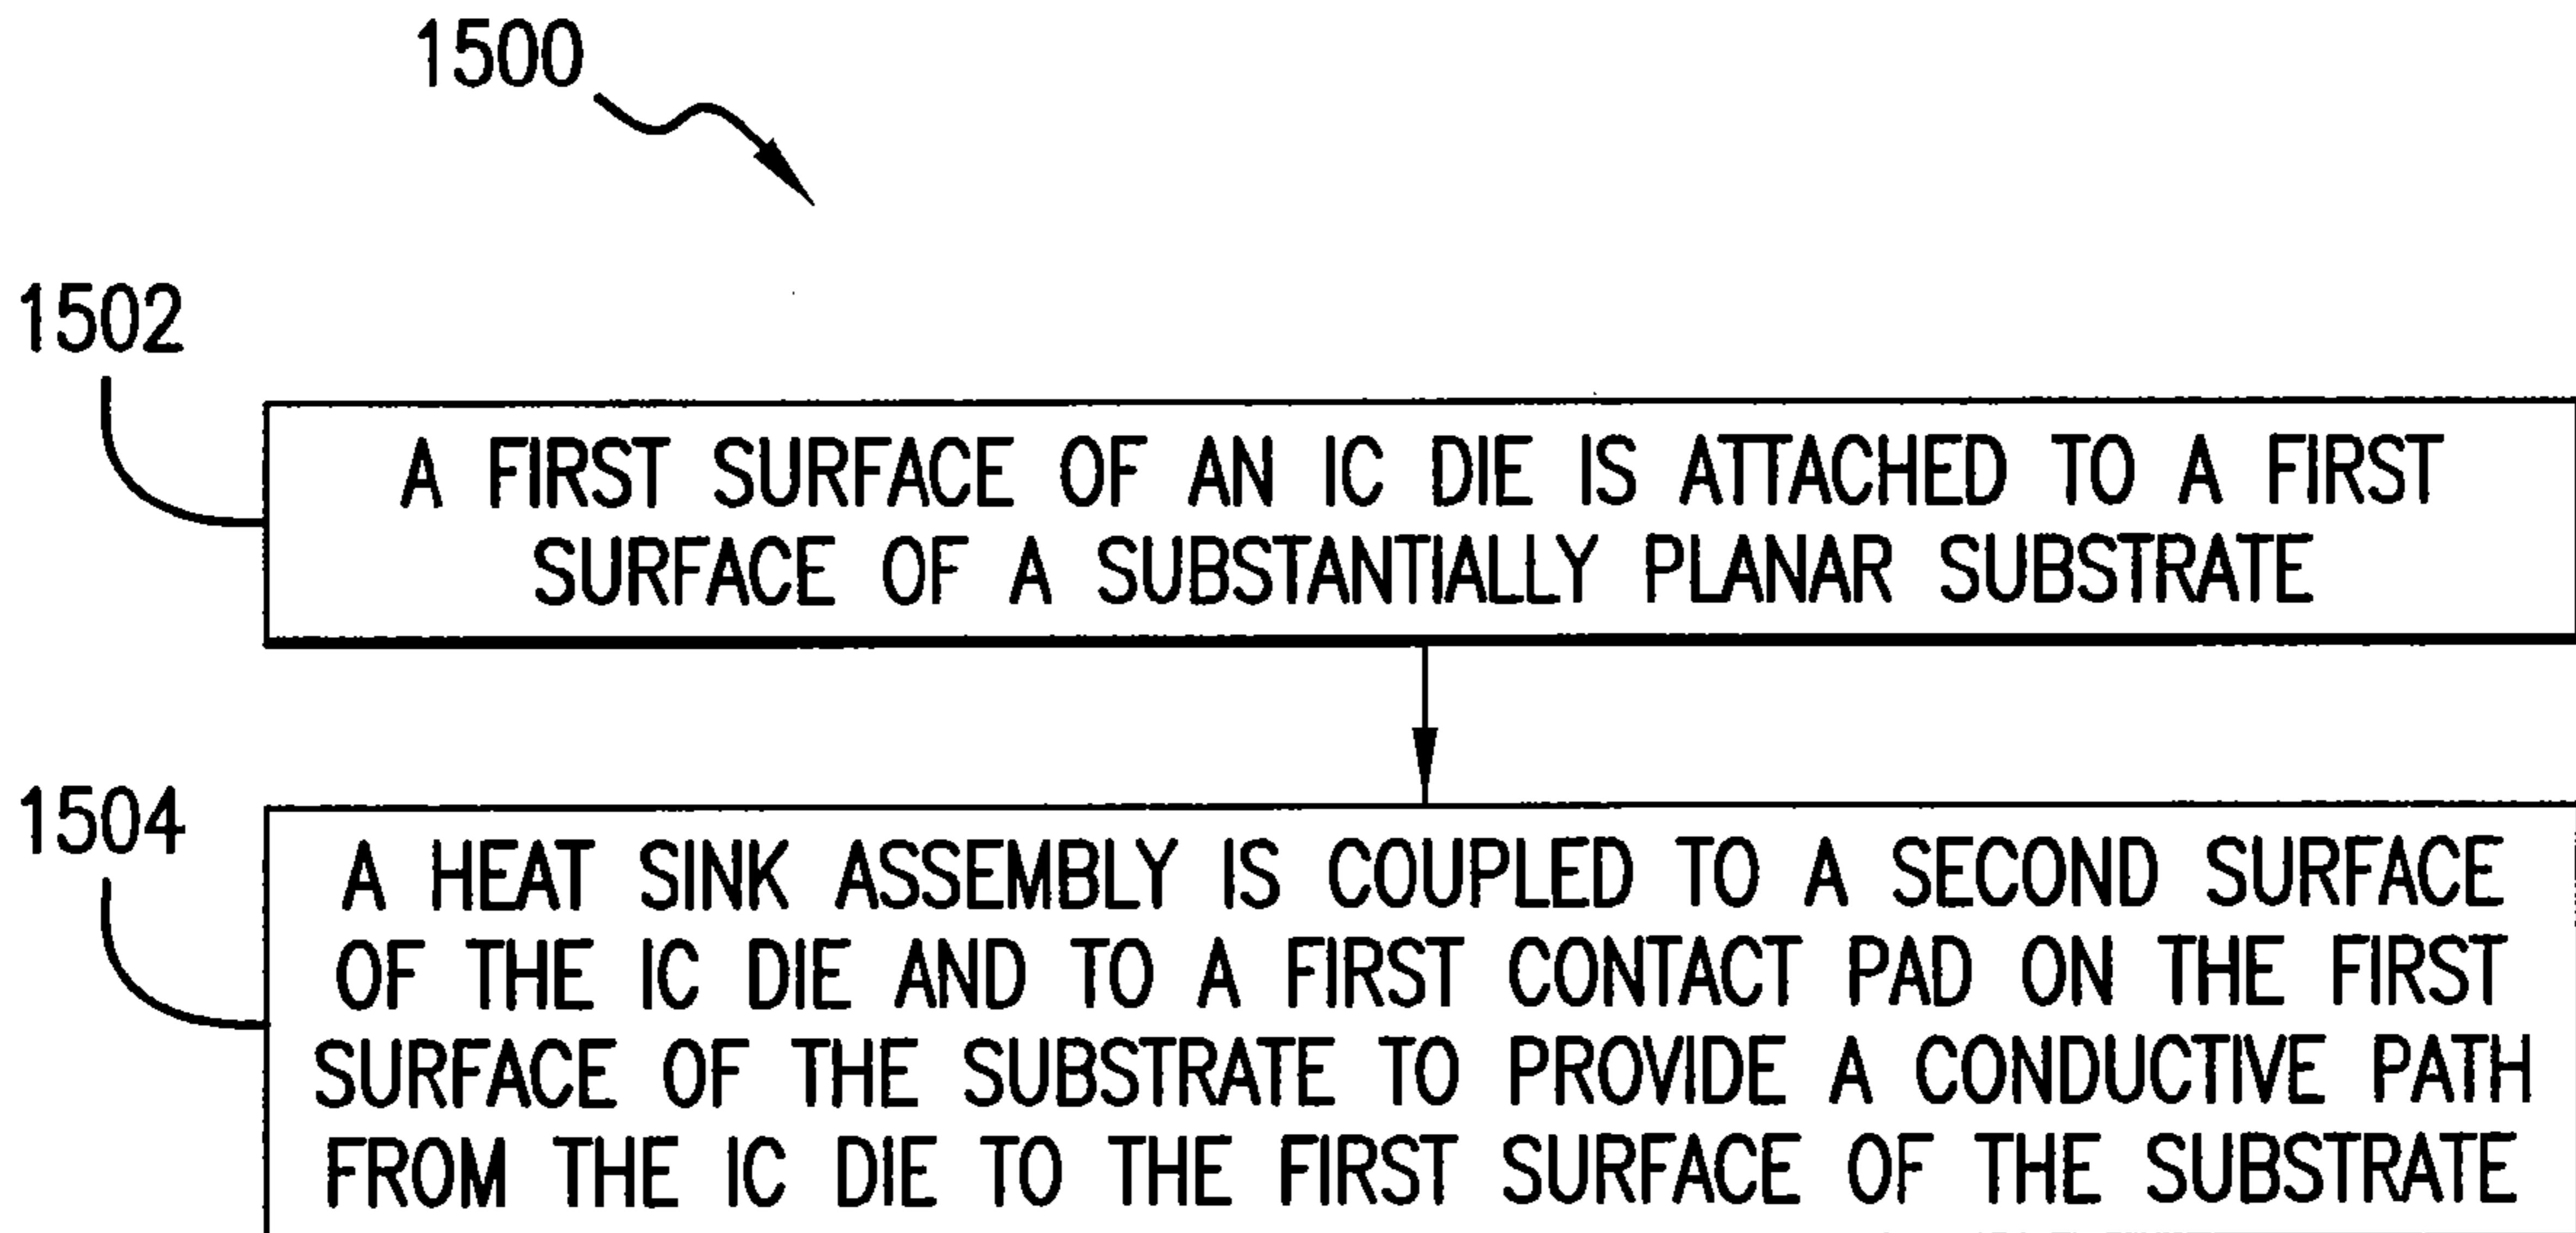 1500
1502
A FIRST SURFACE OF AN IC DIE IS ATTACHED TO A FIRST
SURFACE OF A SUBSTANTIALLY PLANAR SUBSTRATE
1504
A HEAT SINK ASSEMBLY IS COUPLED TO A SECOND SURFACE
OF THE IC DIE AND TO A FIRST CONTACT PAD ON THE FIRST
SURFACE OF THE SUBSTRATE TO PROVIDE A CONDUCTIVE PATH
FROM THE IC DIE TO THE FIRST SURFACE OF THE SUBSTRATE